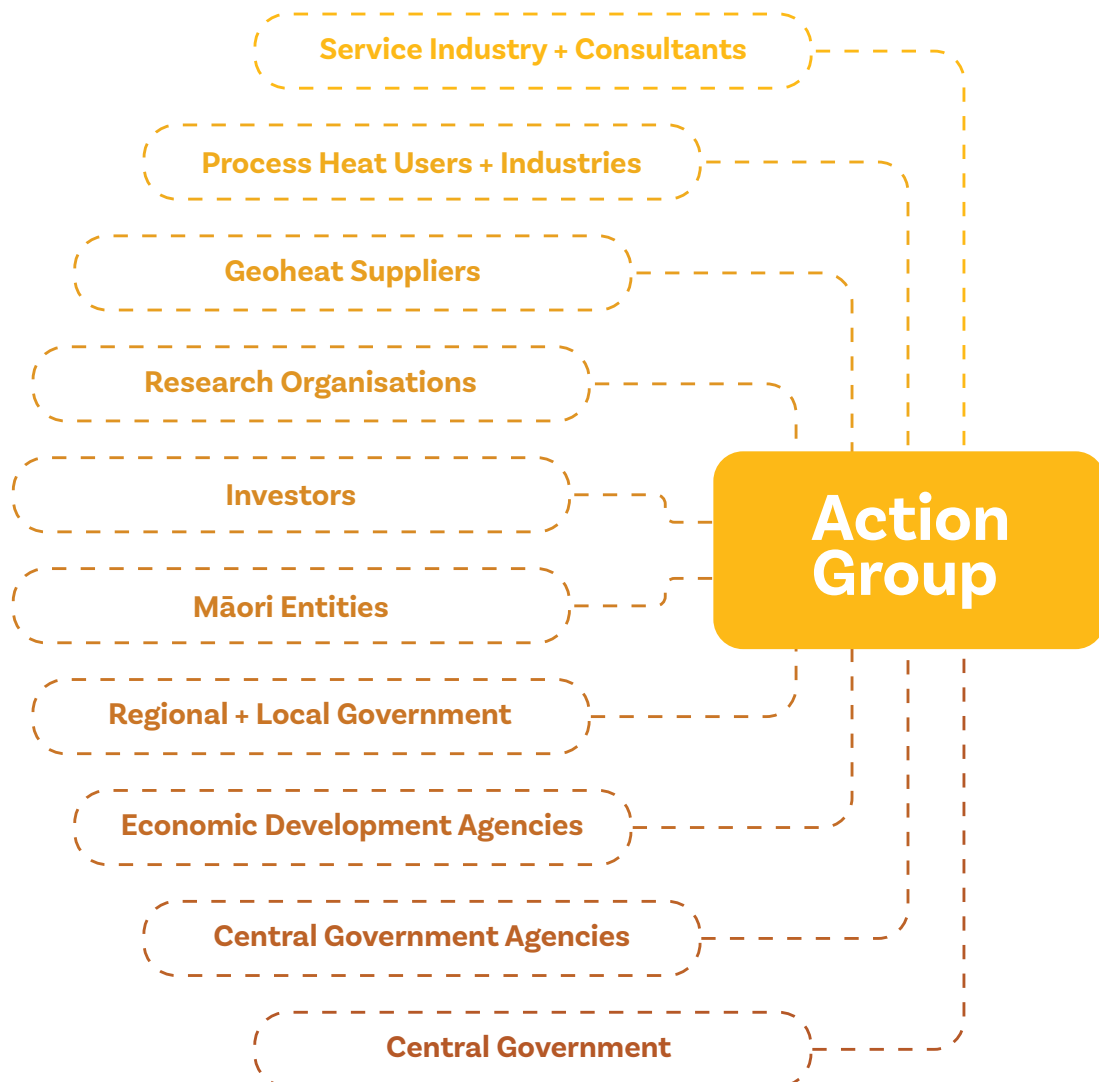 Service Industry + Consultants
Process Heat Users + Industries
Geoheat Suppliers
Research Organisations
Investors
Action
Group
Māori Entities
Regional + Local Government
Economic Development Agencies
Central Government Agencies
Central Government